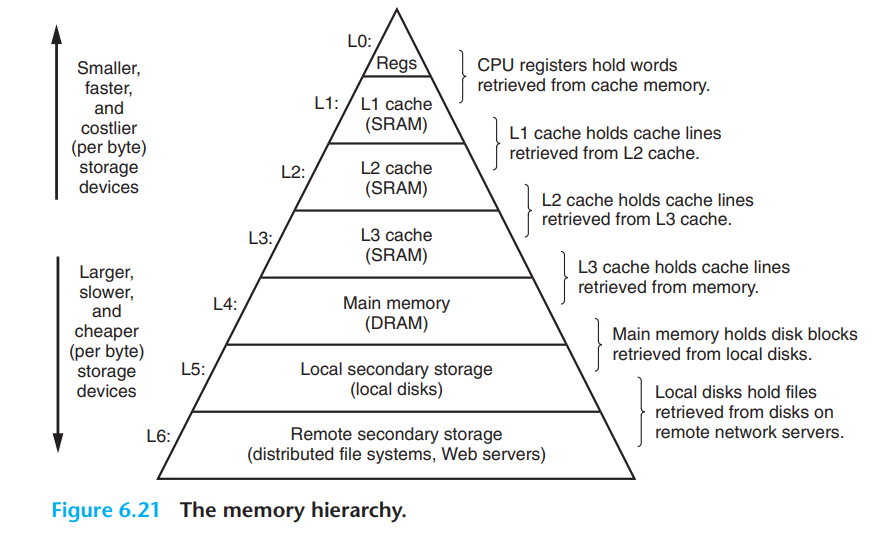 Smaller,
faster,
and
costlier
(per byte)
storage
devices
Larger,
slower,
and
cheaper
(per byte)
storage
devices
L0:
Regs
CPU registers hold words
retrieved from cache memory.
L1:
L1 cache
(SRAM)
L1 cache holds cache lines
retrieved from L2 cache.
L2:
L2 cache
(SRAM)
L2 cache holds cache lines
retrieved from L3 cache.
L3:
L3 cache
(SRAM)
L3 cache holds cache lines
retrieved from memory.
L4:
Main memory
(DRAM)
Main memory holds disk blocks
retrieved from local disks.
L5:
Local secondary storage
(local disks)
Local disks hold files
retrieved from disks on
remote network servers.
L6:
Remote secondary storage
(distributed file systems, Web servers)
Figure 6.21 The memory hierarchy.